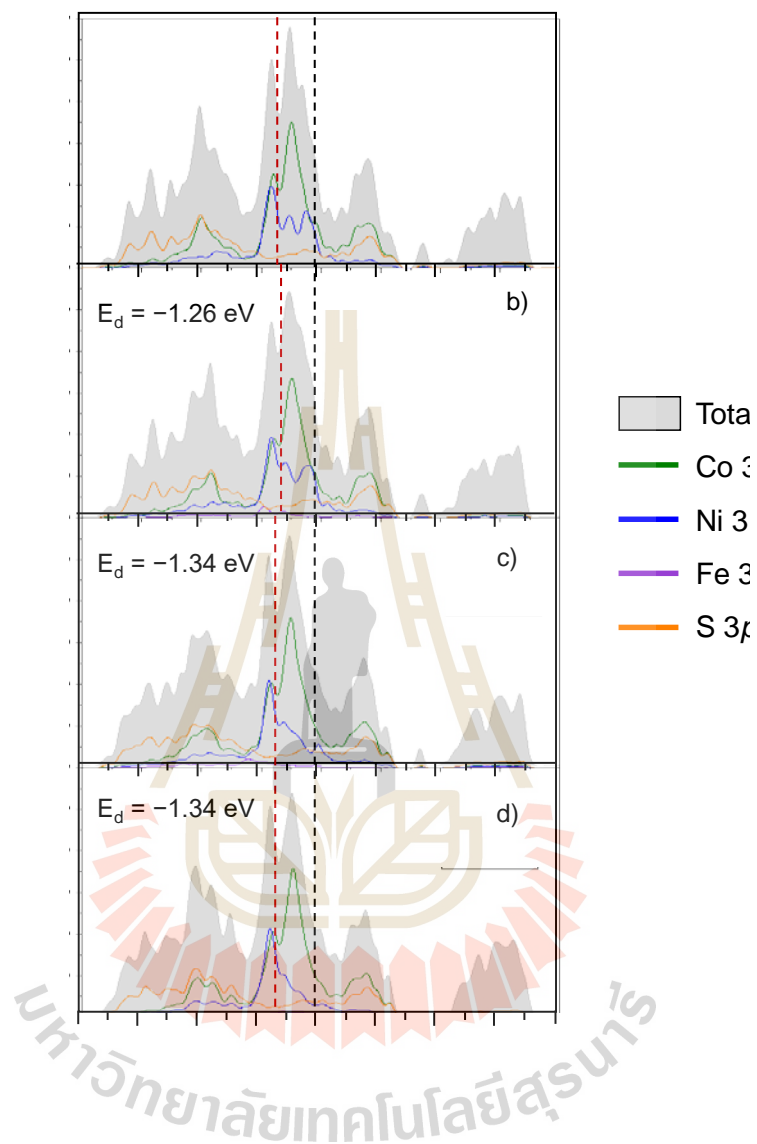 E_d = −1.26 eV
b)
Tota
Co 3
Ni 3
Fe 3
S 3p
E_d = −1.34 eV
c)
E_d = −1.34 eV
d)
มหาวิทยาลัยเทคโนโลยีสุรนารี